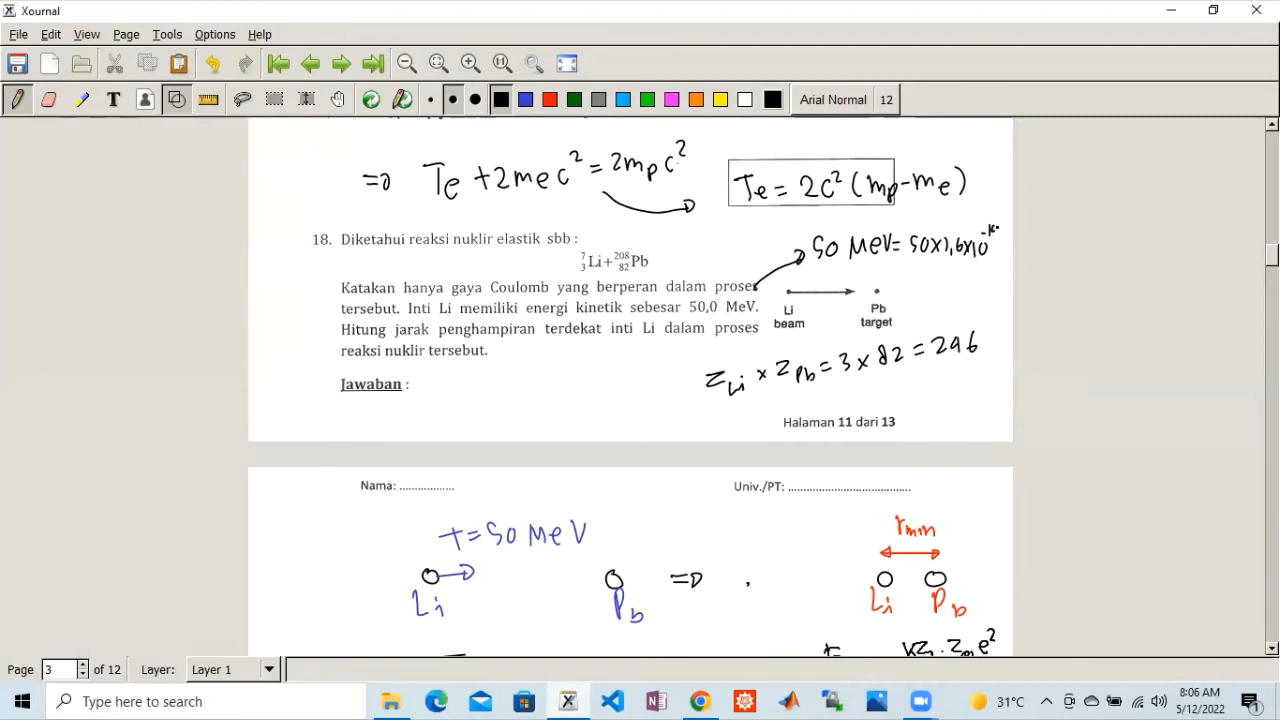 Xournal
File Edit View Page Tools Options Help
Arial Normal 12
=> Te + 2mec² = 2mpc²
Te = 2c² (mp - me)
18. Diketahui reaksi nuklir elastik sbb :
⁷₃Li+²⁰⁸₈₂Pb
50 MeV = 50x1,6x10
Katakan hanya gaya Coulomb yang berperan dalam proses
tersebut. Inti Li memiliki energi kinetik sebesar 50,0 MeV.
Hitung jarak penghampiran terdekat inti Li dalam proses
reaksi nuklir tersebut.
Li beam
Pb target
Jawaban :
ZLi × ZPb = 3 × 82 = 246
Halaman 11 dari 13
Nama: .................
Univ./PT: .......................................
T = 50 MeV
rmin
Li Pb => Li Pb
Page 3 of 12 Layer: Layer 1
Type here to search
31°C
8:06 AM
5/12/2022